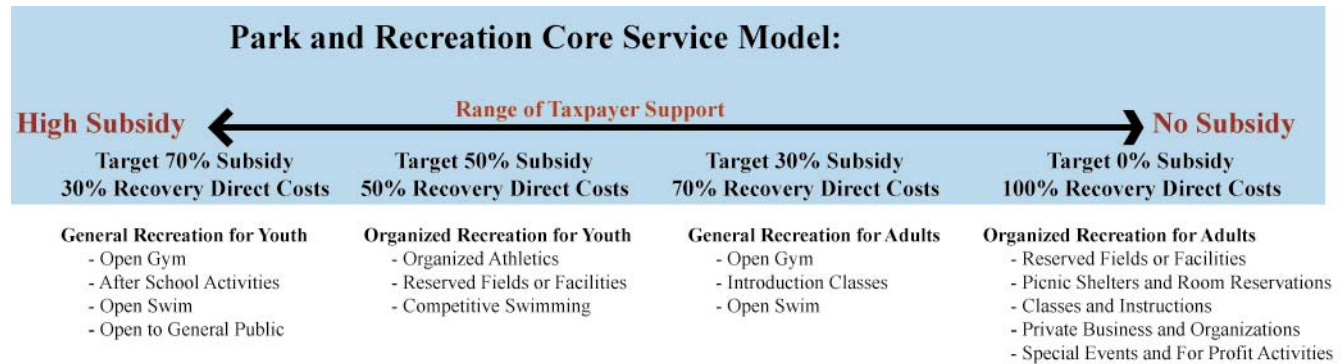 Park and Recreation Core Service Model:
Range of Taxpayer Support
High Subsidy
No Subsidy
Target 70% Subsidy
30% Recovery Direct Costs
Target 50% Subsidy
50% Recovery Direct Costs
Target 30% Subsidy
70% Recovery Direct Costs
Target 0% Subsidy
100% Recovery Direct Costs
General Recreation for Youth
- Open Gym
- After School Activities
- Open Swim
- Open to General Public
Organized Recreation for Youth
- Organized Athletics
- Reserved Fields or Facilities
- Competitive Swimming
General Recreation for Adults
- Open Gym
- Introduction Classes
- Open Swim
Organized Recreation for Adults
- Reserved Fields or Facilities
- Picnic Shelters and Room Reservations
- Classes and Instructions
- Private Business and Organizations
- Special Events and For Profit Activities